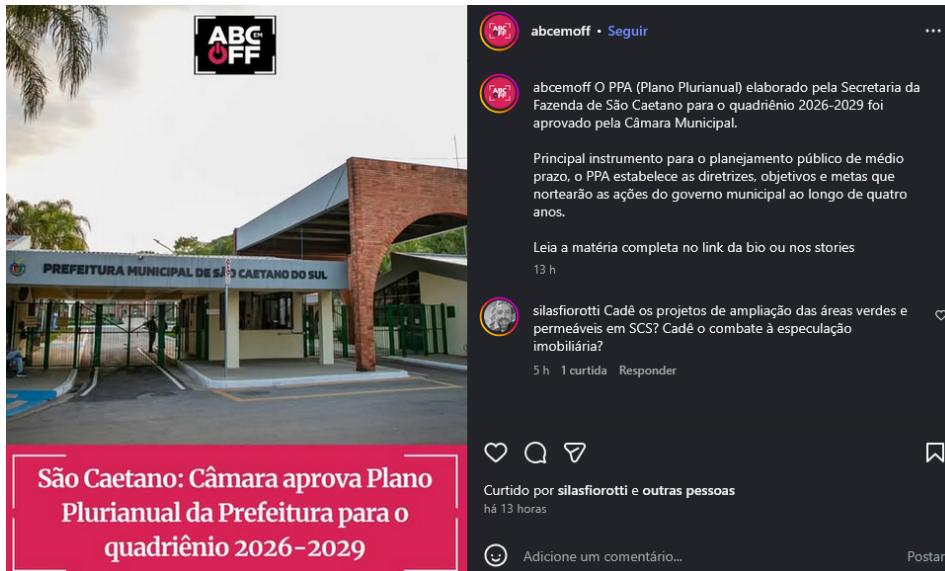 ABC
EM
OFF
PREFEITURA MUNICIPAL DE SÃO CAETANO DO SUL
São Caetano: Câmara aprova Plano
Plurianual da Prefeitura para o
quadriênio 2026-2029
abcemoff • Seguir
abcemoff O PPA (Plano Plurianual) elaborado pela Secretaria da
Fazenda de São Caetano para o quadriênio 2026-2029 foi
aprovado pela Câmara Municipal.
Principal instrumento para o planejamento público de médio
prazo, o PPA estabelece as diretrizes, objetivos e metas que
nortearão as ações do governo municipal ao longo de quatro
anos.
Leia a matéria completa no link da bio ou nos stories
13 h
silasfiorotti Cadê os projetos de ampliação das áreas verdes e
permeáveis em SCS? Cadê o combate à especulação
imobiliária?
5 h 1 curtida Responder
Curtido por silasfiorotti e outras pessoas
há 13 horas
Adicione um comentário...
Postar